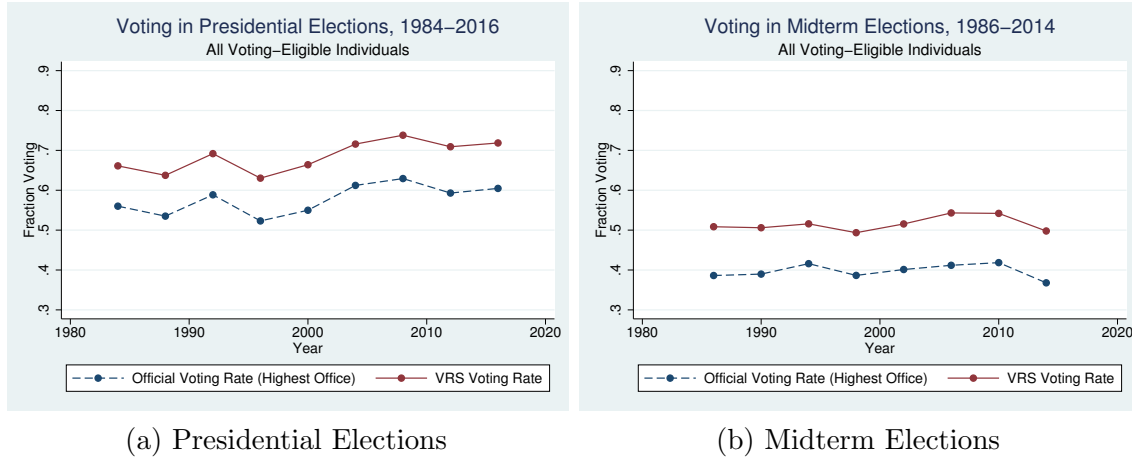 Voting in Presidential Elections, 1984−2016
All Voting−Eligible Individuals
Fraction Voting
.9
.8
.7
.6
.5
.4
.3
1980
1990
2000
2010
2020
Year
Official Voting Rate (Highest Office)
VRS Voting Rate
(a) Presidential Elections
Voting in Midterm Elections, 1986−2014
All Voting−Eligible Individuals
Fraction Voting
.9
.8
.7
.6
.5
.4
.3
1980
1990
2000
2010
2020
Year
Official Voting Rate (Highest Office)
VRS Voting Rate
(b) Midterm Elections